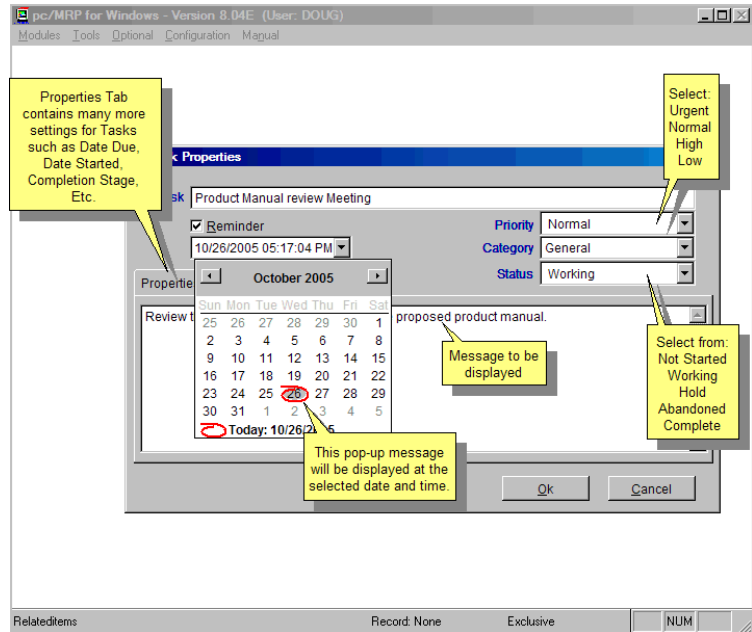 pc/MRP for Windows - Version 8.04E (User: DOUG)
Modules Tools Optional Configuration Manual
Properties Tab
contains many more
settings for Tasks
such as Date Due,
Date Started,
Completion Stage,
Etc.
Select:
Urgent
Normal
High
Low
Properties
Product Manual review Meeting
Reminder
10/26/2005 05:17:04 PM
Priority Normal
Category General
Status Working
October 2005
Sun Mon Tue Wed Thu Fri Sat
25 26 27 28 29 30 1
2 3 4 5 6 7 8
9 10 11 12 13 14 15
16 17 18 19 20 21 22
23 24 25 26 27 28 29
30 31 1 2 3 4 5
Today: 10/26/2005
Review proposed product manual.
Message to be
displayed
Select from:
Not Started
Working
Hold
Abandoned
Complete
This pop-up message
will be displayed at the
selected date and time.
Ok Cancel
Relateditems Record: None Exclusive NUM